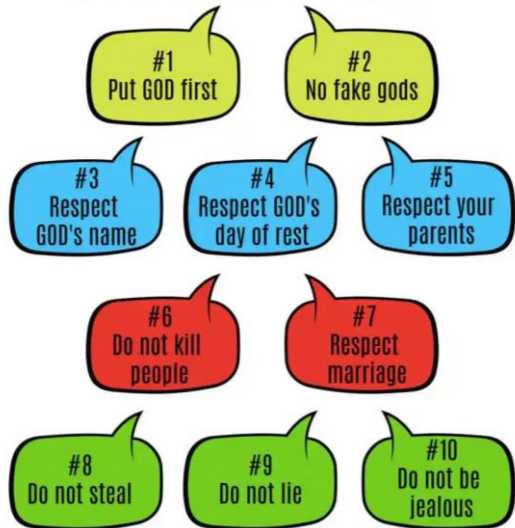 #1
Put GOD first
#2
No fake gods
#3
Respect
GOD's name
#4
Respect GOD's
day of rest
#5
Respect your
parents
#6
Do not kill
people
#7
Respect
marriage
#8
Do not steal
#9
Do not lie
#10
Do not be
jealous